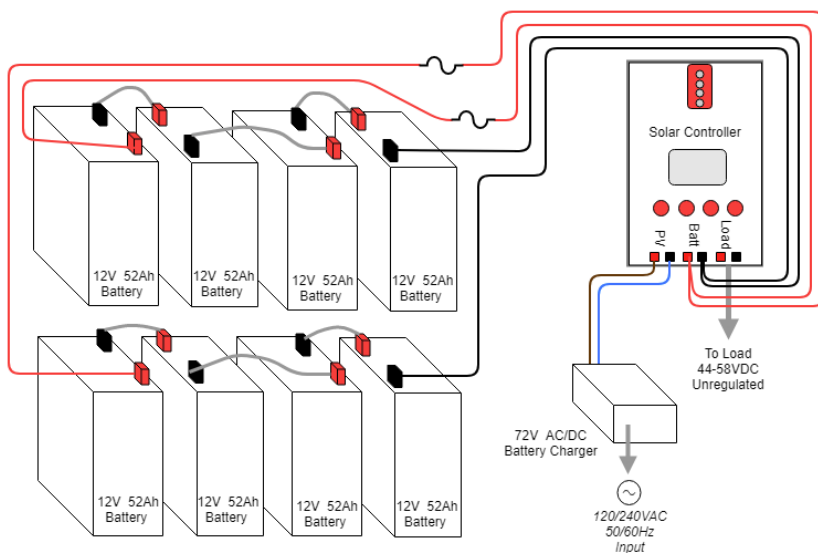 Solar Controller
PV
Batt
Load
12V 52Ah
Battery
12V 52Ah
Battery
12V 52Ah
Battery
12V 52Ah
Battery
To Load
44-58VDC
Unregulated
72V AC/DC
Battery Charger
12V 52Ah
Battery
12V 52Ah
Battery
12V 52Ah
Battery
12V 52Ah
Battery
120/240VAC
50/60Hz
Input